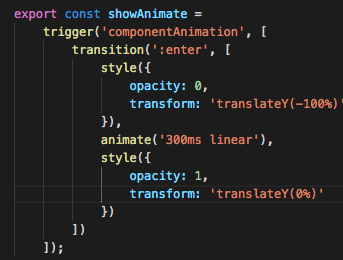 export const showAnimate =
    trigger('componentAnimation', [
        transition(':enter', [
            style({
                opacity: 0,
                transform: 'translateY(-100%)'
            }),
            animate('300ms linear'),
            style({
                opacity: 1,
                transform: 'translateY(0%)'
            })
        ])
    ]);